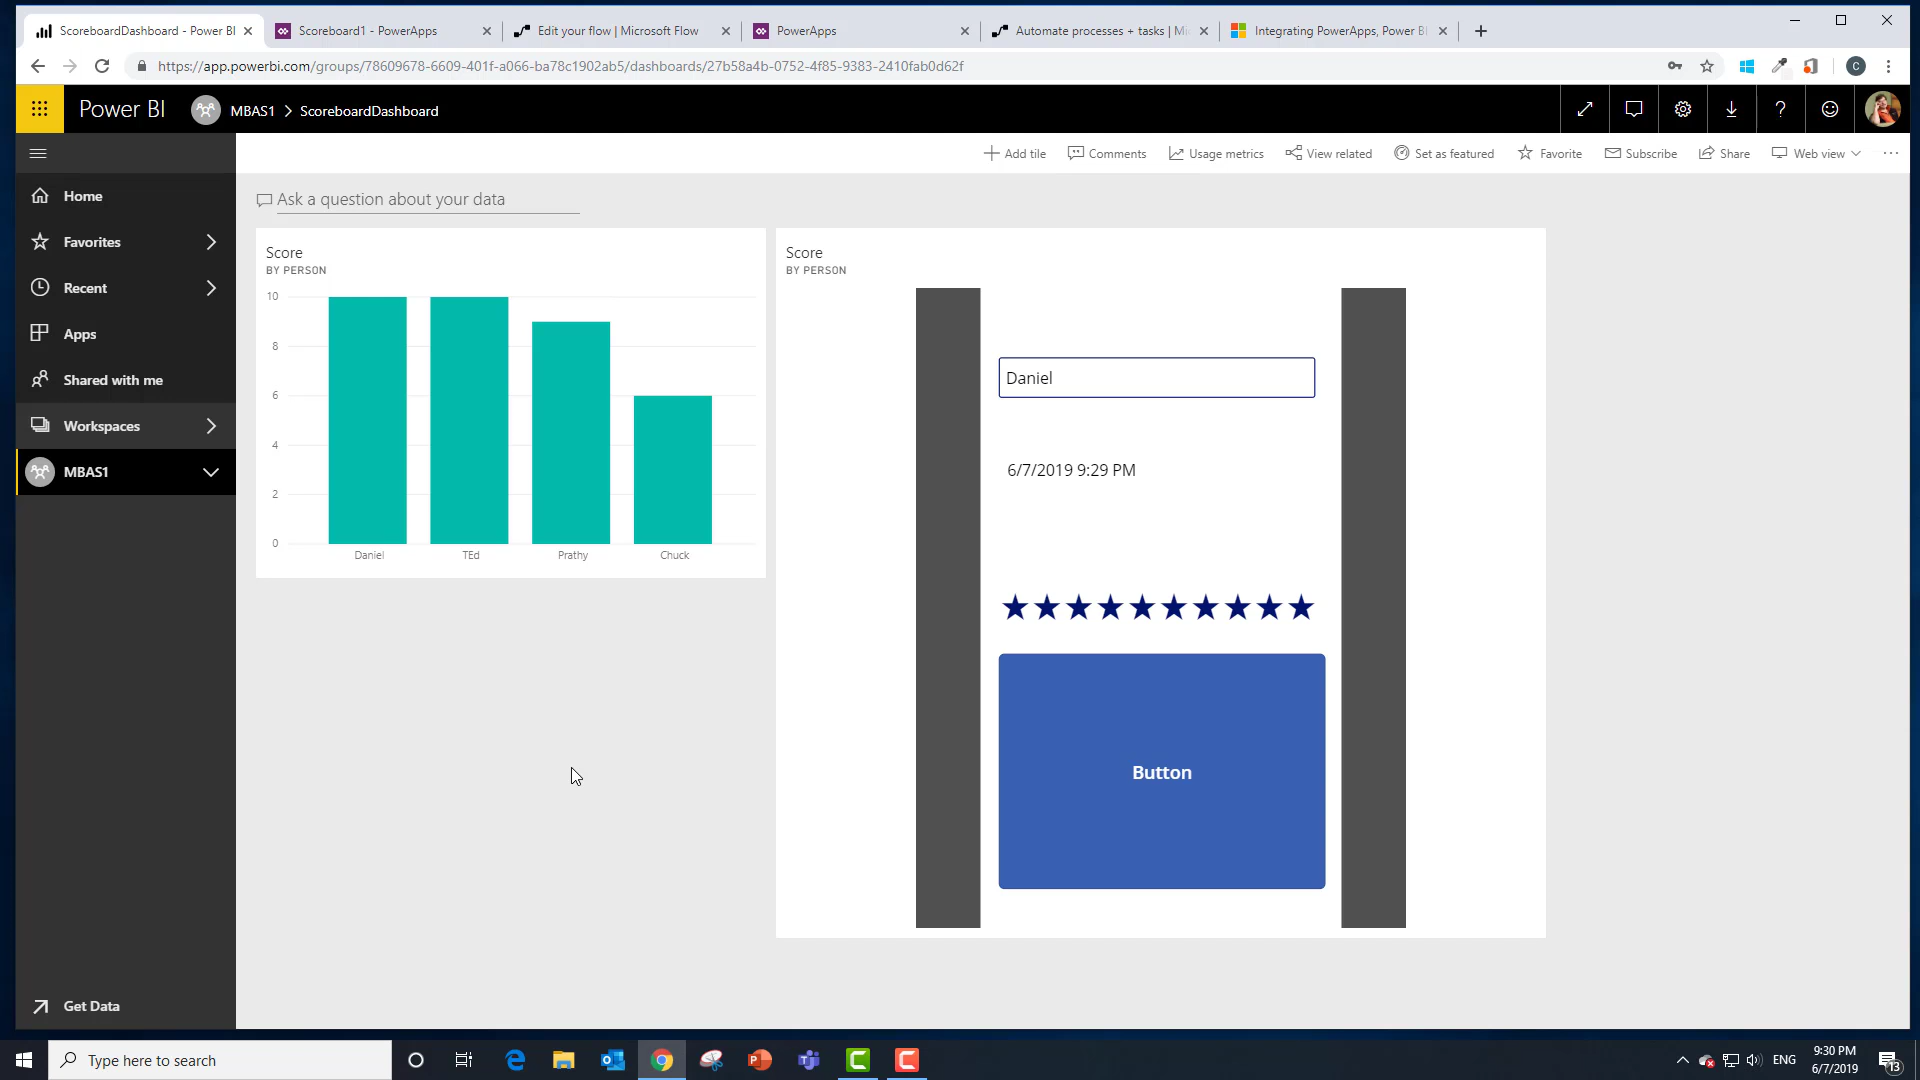 ScoreboardDashboard - Power BI
Scoreboard1 - PowerApps
Edit your flow | Microsoft Flow
PowerApps
Automate processes + tasks | Mi
Integrating PowerApps, Power B
https://app.powerbi.com/groups/78609678-6609-401f-a066-ba78c1902ab5/dashboards/27b58a4b-0752-4f85-9383-2410fab0d62f
C
Power BI
MBAS1
ScoreboardDashboard
?
Add tile
Comments
Usage metrics
View related
Set as featured
Favorite
Subscribe
Share
Web view
Home
Favorites
Recent
Apps
Shared with me
Workspaces
MBAS1
Get Data
Ask a question about your data
Score
BY PERSON
10
8
6
4
2
0
Daniel
TEd
Prathy
Chuck
Score
BY PERSON
Daniel
6/7/2019 9:29 PM
Button
Type here to search
ENG
9:30 PM
6/7/2019
13